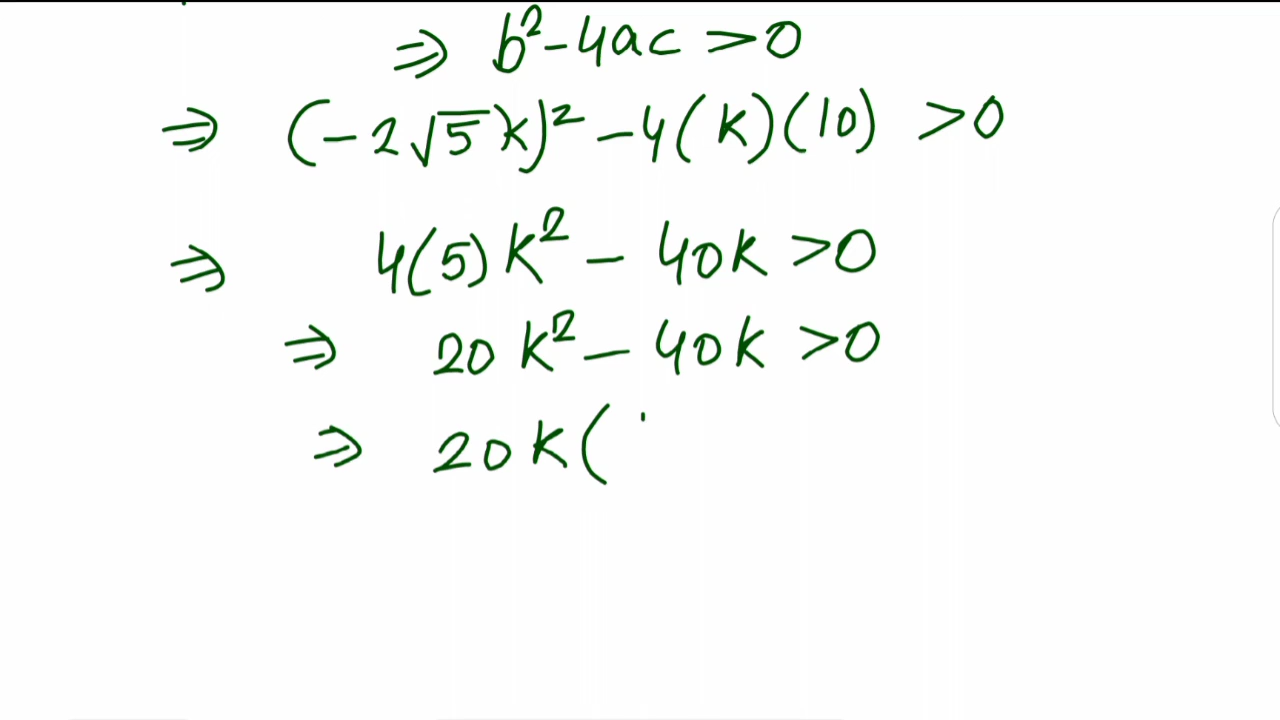 ⇒ b²-4ac >0
⇒ (-2√5 k)² -4(k)(10) >0
⇒ 4(5)k² - 40k >0
⇒ 20k² - 40k >0
⇒ 20k(